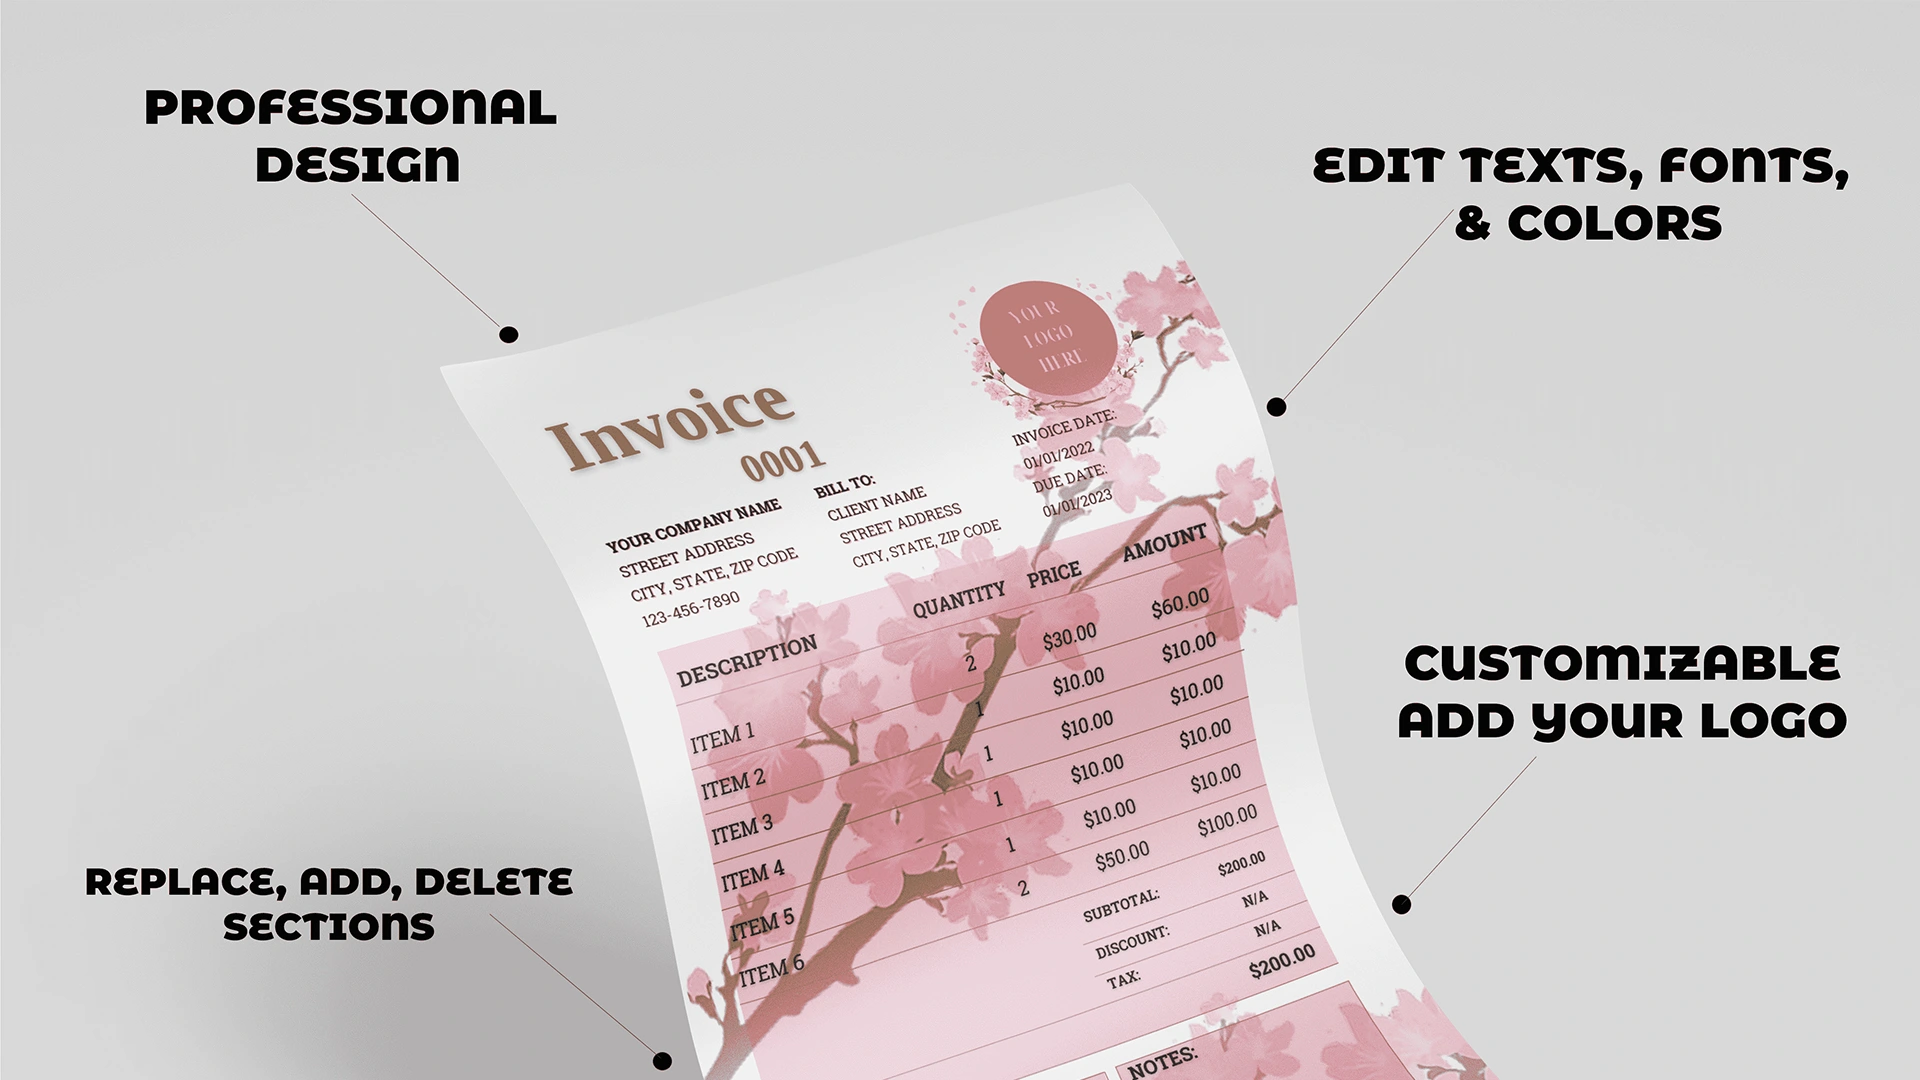 PROFESSIONAL
DESIGN
EDIT TEXTS, FONTS,
& COLORS
CUSTOMIZABLE
ADD YOUR LOGO
REPLACE, ADD, DELETE
SECTIONS
YOUR
LOGO
HERE
Invoice
0001
INVOICE DATE:
01/01/2022
DUE DATE:
01/01/2023
YOUR COMPANY NAME
STREET ADDRESS
CITY, STATE, ZIP CODE
123-456-7890
BILL TO:
CLIENT NAME
STREET ADDRESS
CITY, STATE, ZIP CODE
DESCRIPTION QUANTITY PRICE AMOUNT
ITEM 1 2 $30.00 $60.00
ITEM 2 1 $10.00 $10.00
ITEM 3 1 $10.00 $10.00
ITEM 4 1 $10.00 $10.00
ITEM 5 1 $10.00 $10.00
ITEM 6 2 $50.00 $100.00
SUBTOTAL: $200.00
DISCOUNT: N/A
TAX: N/A
$200.00
NOTES: